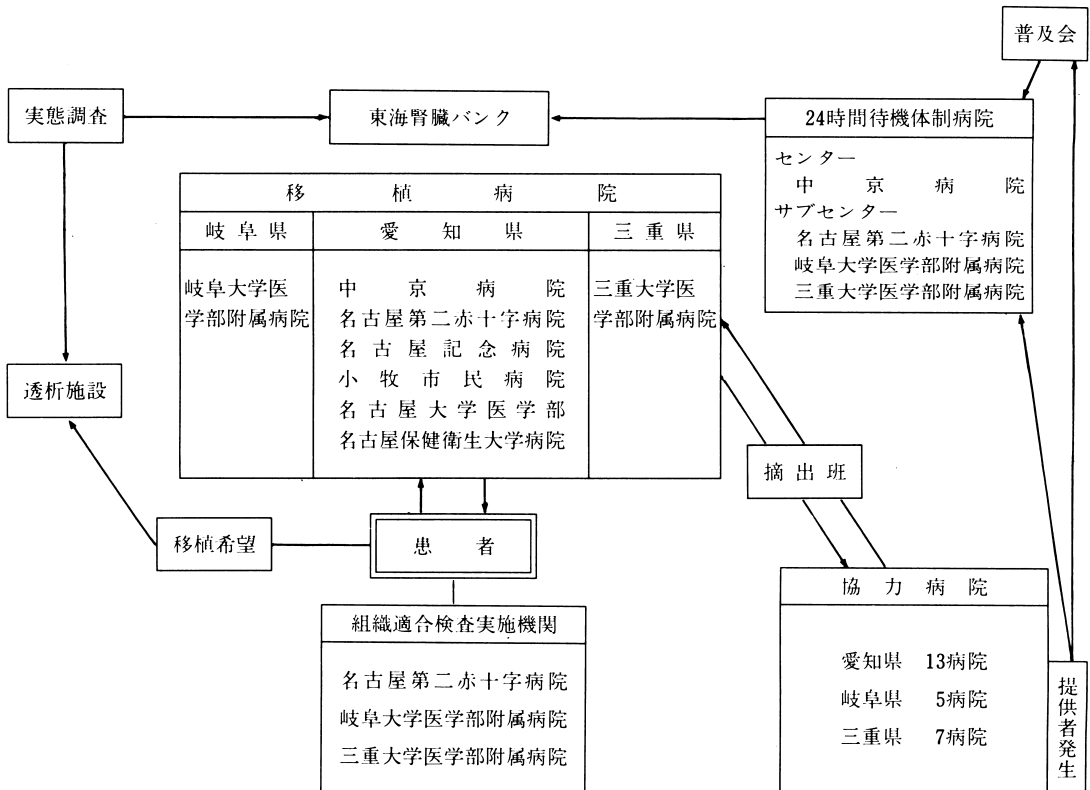 普及会
実態調査
東海腎臓バンク
24時間待機体制病院
センター
中京病院
サブセンター
名古屋第二赤十字病院
岐阜大学医学部附属病院
三重大学医学部附属病院
移植病院
岐阜県
愛知県
三重県
岐阜大学医
学部附属病院
中京病院
名古屋第二赤十字病院
名古屋記念病院
小牧市民病院
名古屋大学医学部
名古屋保健衛生大学病院
三重大学医
学部附属病院
透析施設
摘出班
移植希望
患者
組織適合検査実施機関
名古屋第二赤十字病院
岐阜大学医学部附属病院
三重大学医学部附属病院
協力病院
愛知県 13病院
岐阜県 5病院
三重県 7病院
提供者発生